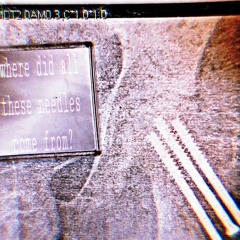 where did all
these needles
come from?